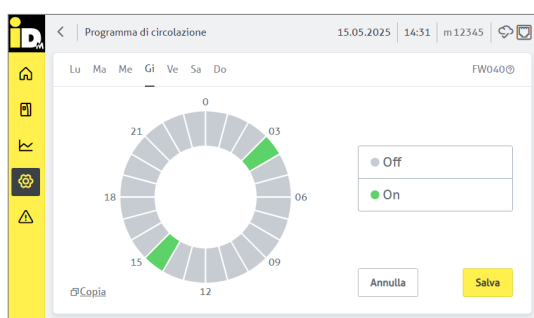 iDM
Programma di circolazione 15.05.2025 14:31 m12345
Lu Ma Me Gi Ve Sa Do FW040
0
21 03
Off
18 06
On
15 09
12
Copia
Annulla Salva